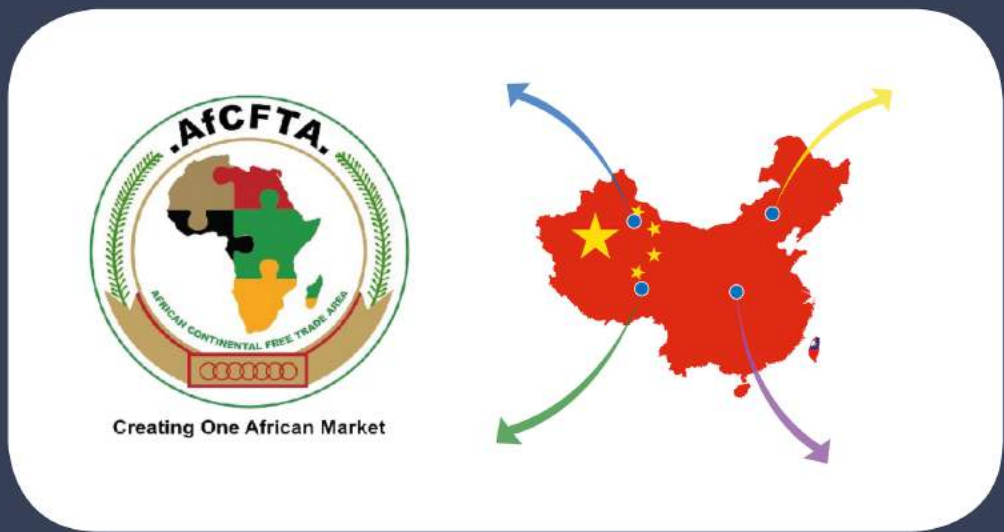 .AfCFTA.
AFRICAN CONTINENTAL FREE TRADE AREA
Creating One African Market